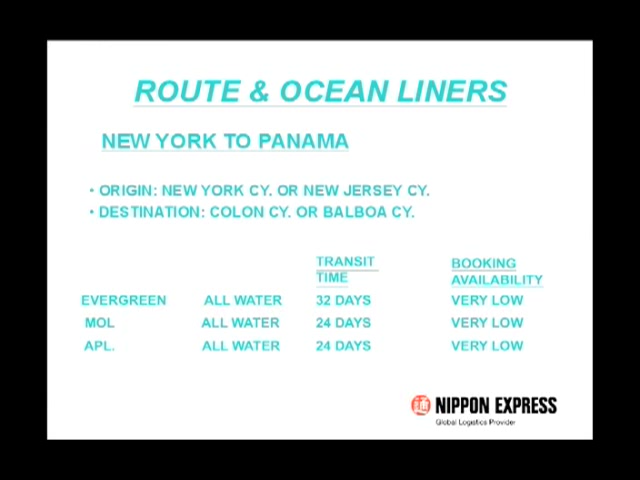 ROUTE & OCEAN LINERS
NEW YORK TO PANAMA
• ORIGIN: NEW YORK CY. OR NEW JERSEY CY.
• DESTINATION: COLON CY. OR BALBOA CY.
TRANSIT TIME BOOKING AVAILABILITY
EVERGREEN ALL WATER 32 DAYS VERY LOW
MOL ALL WATER 24 DAYS VERY LOW
APL. ALL WATER 24 DAYS VERY LOW
NIPPON EXPRESS
Global Logistics Provider